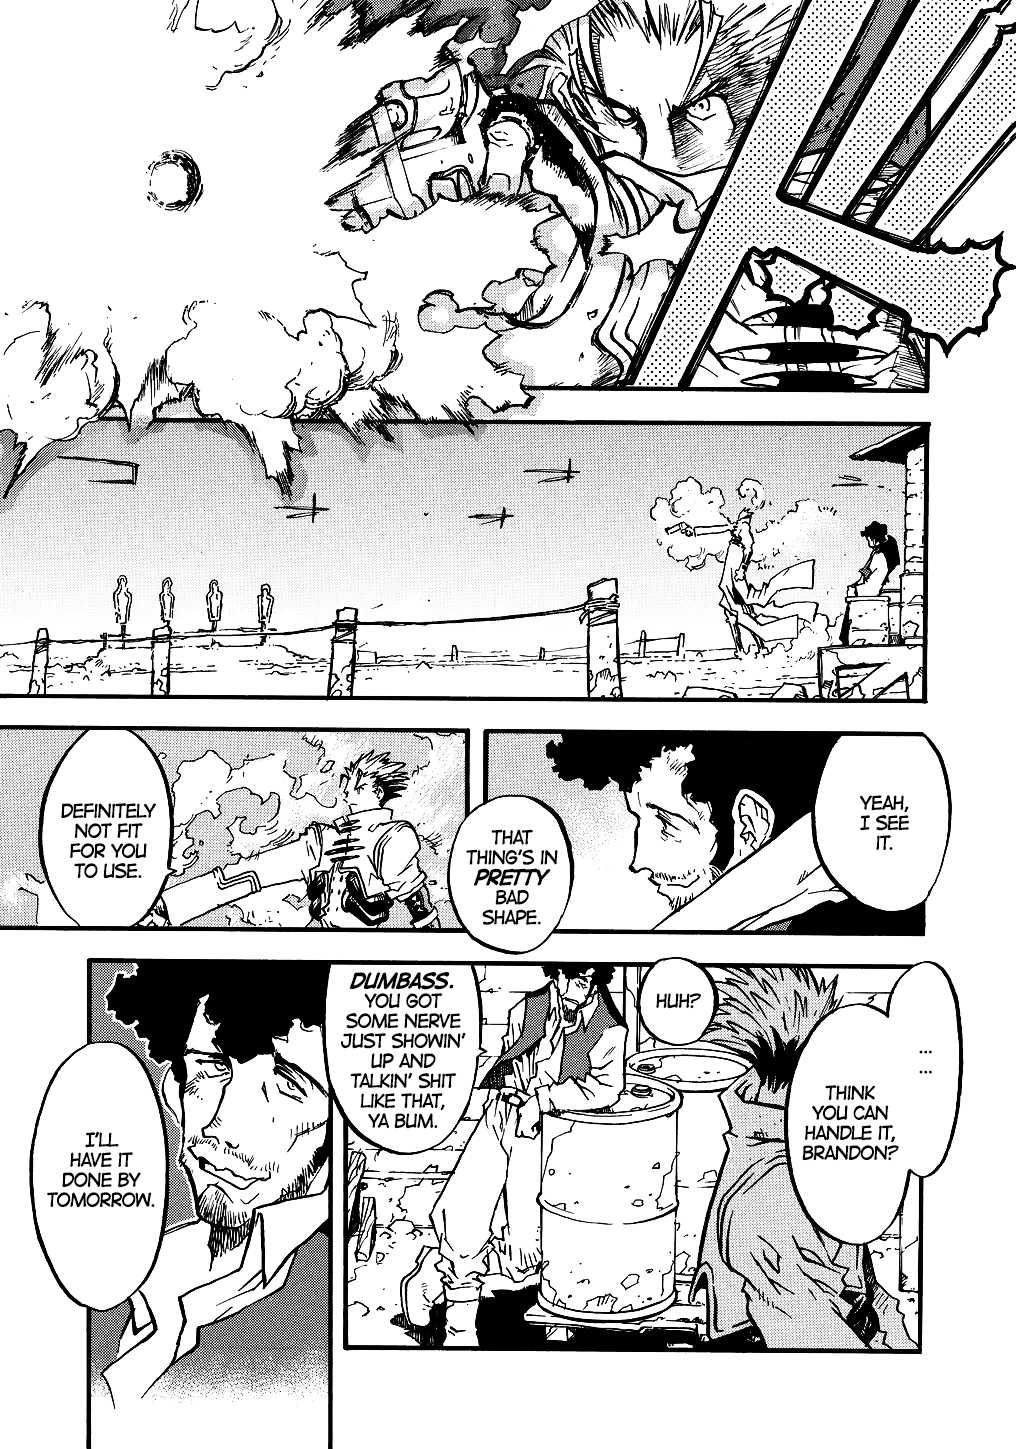 YEAH,
I SEE
IT.
THAT
THING'S IN
PRETTY
BAD
SHAPE.
DEFINITELY
NOT FIT
FOR YOU
TO USE.
...
...
THINK
YOU CAN
HANDLE IT,
BRANDON?
HUH?
DUMBASS.
YOU GOT
SOME NERVE
JUST SHOWIN'
UP AND
TALKIN' SHIT
LIKE THAT,
YA BUM.
I'LL
HAVE IT
DONE BY
TOMORROW.